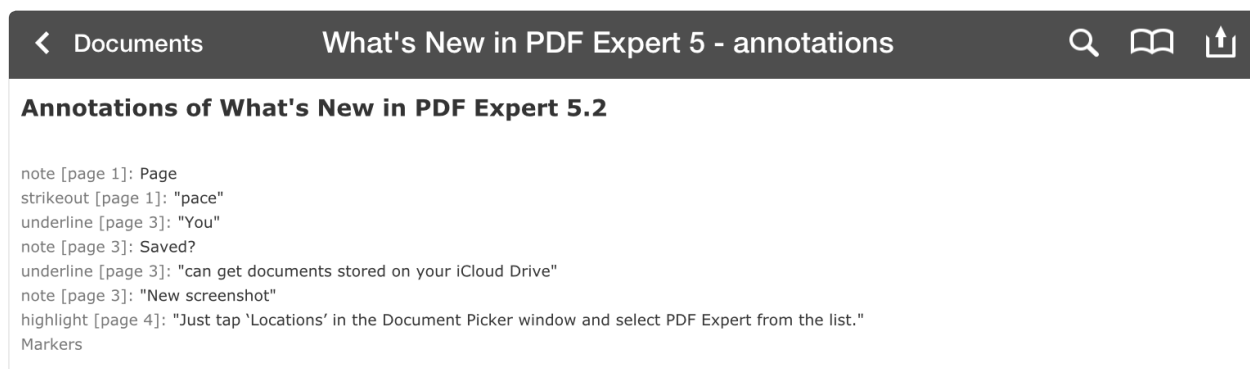 Documents What's New in PDF Expert 5 - annotations
Annotations of What's New in PDF Expert 5.2
note [page 1]: Page
strikeout [page 1]: "pace"
underline [page 3]: "You"
note [page 3]: Saved?
underline [page 3]: "can get documents stored on your iCloud Drive"
note [page 3]: "New screenshot"
highlight [page 4]: "Just tap ‘Locations’ in the Document Picker window and select PDF Expert from the list."
Markers